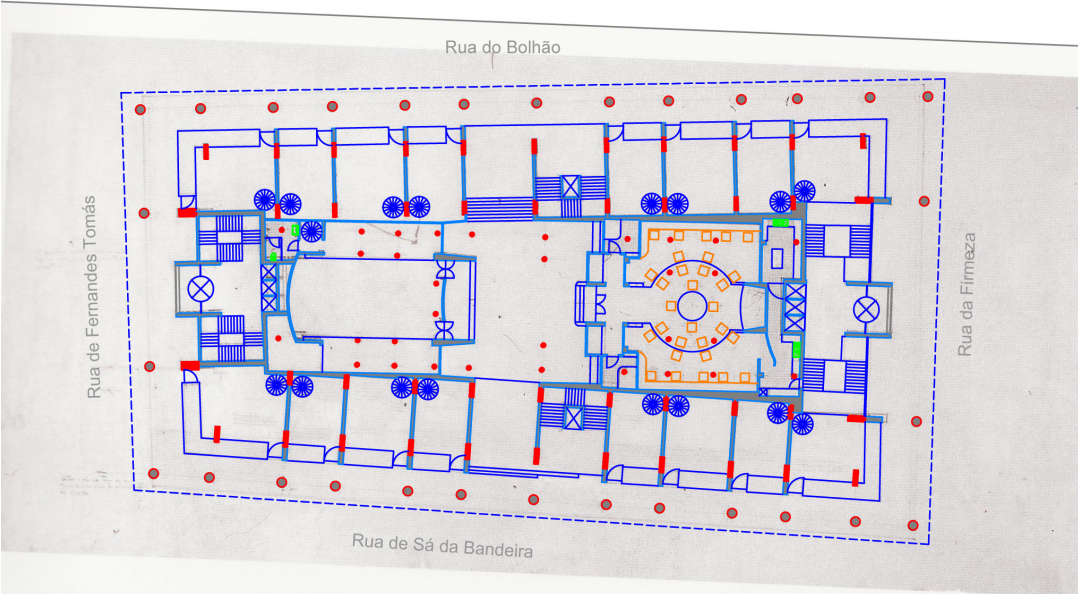 Rua do Bolhão
Rua de Fernandes Tomás
Rua da Firmeza
Rua de Sá da Bandeira